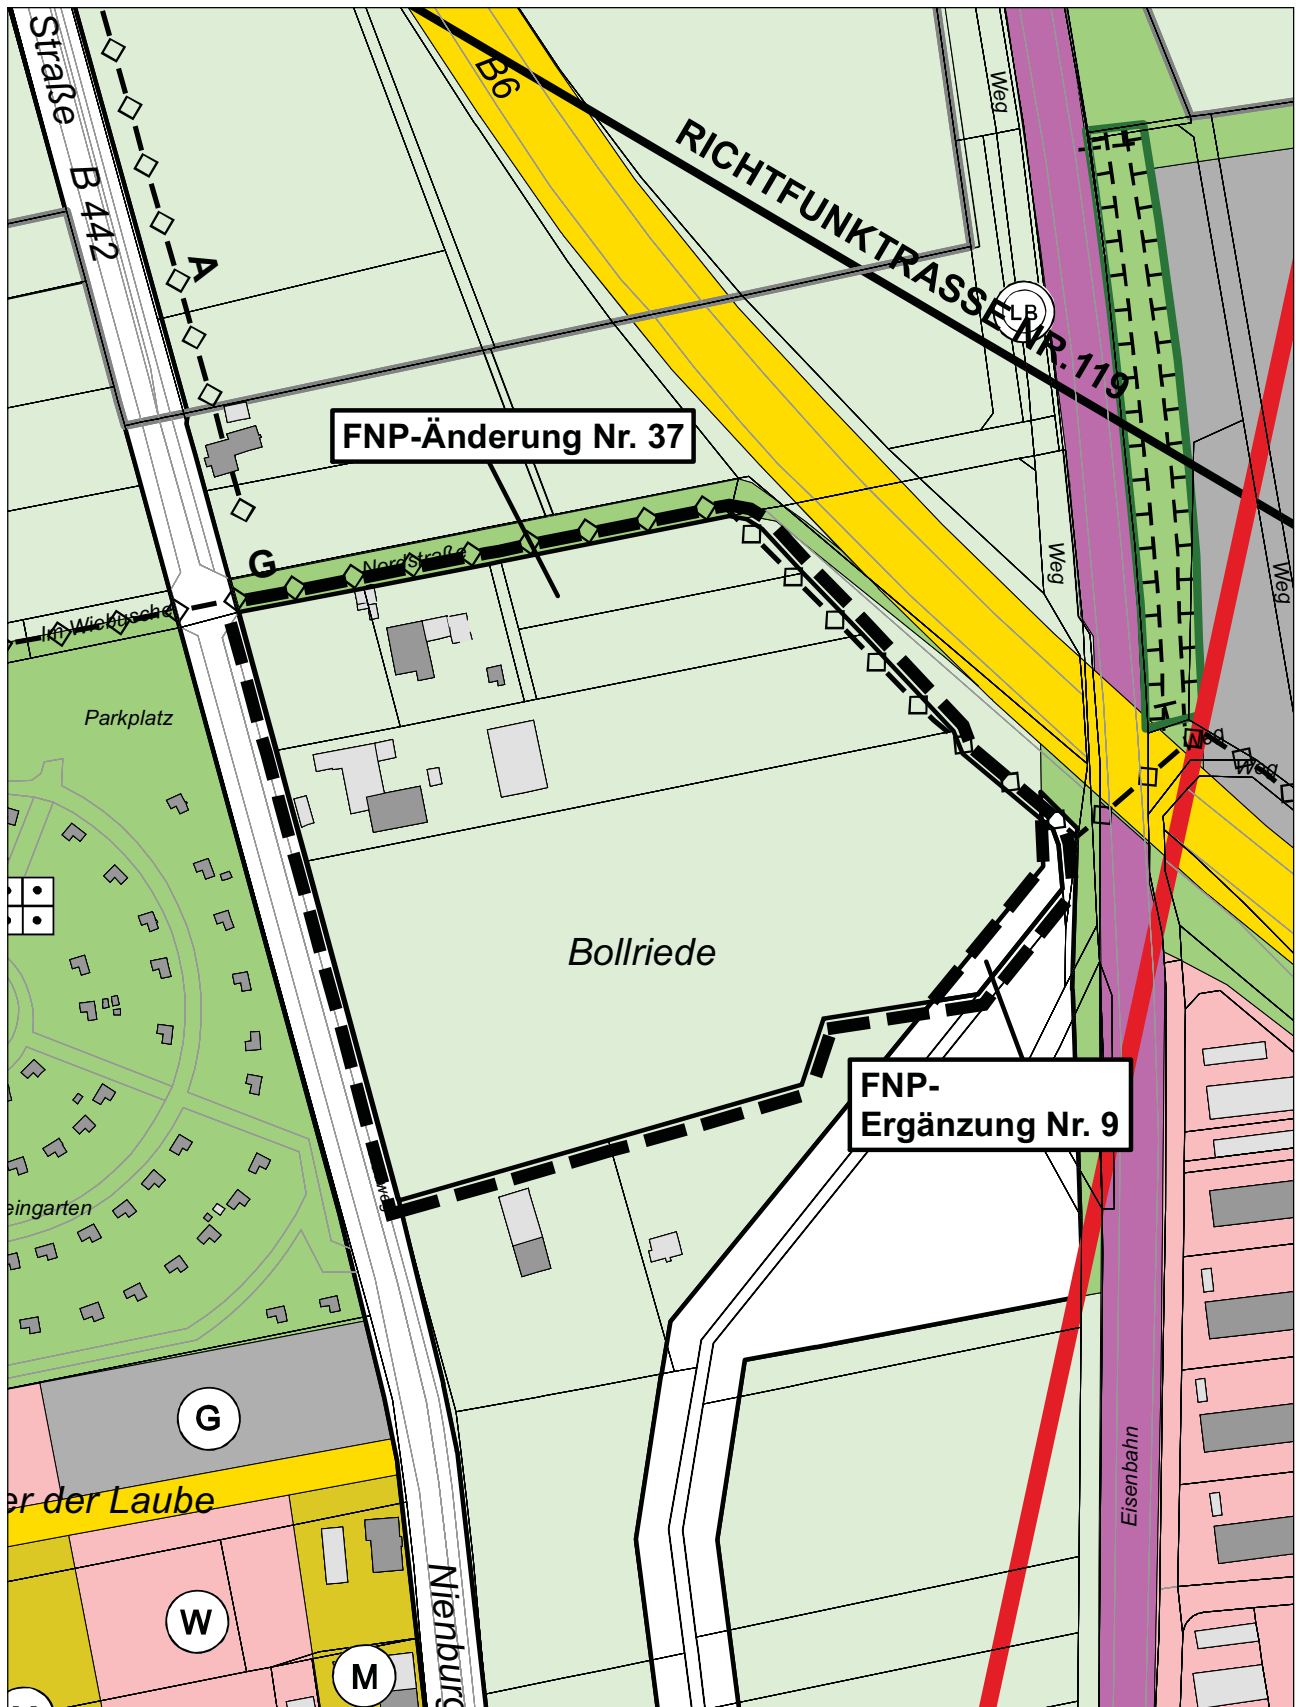 Straße
B 442
A
B6
Weg
RICHTFUNKTRASSE NR. 119
LB
FNP-Änderung Nr. 37
G
Nordstraße
Im Wiebusche
Weg
Weg
Parkplatz
Weg
Weg
Bollriede
FNP-
Ergänzung Nr. 9
weg
eingarten
G
Eisenbahn
er der Laube
W
M
Nienburg